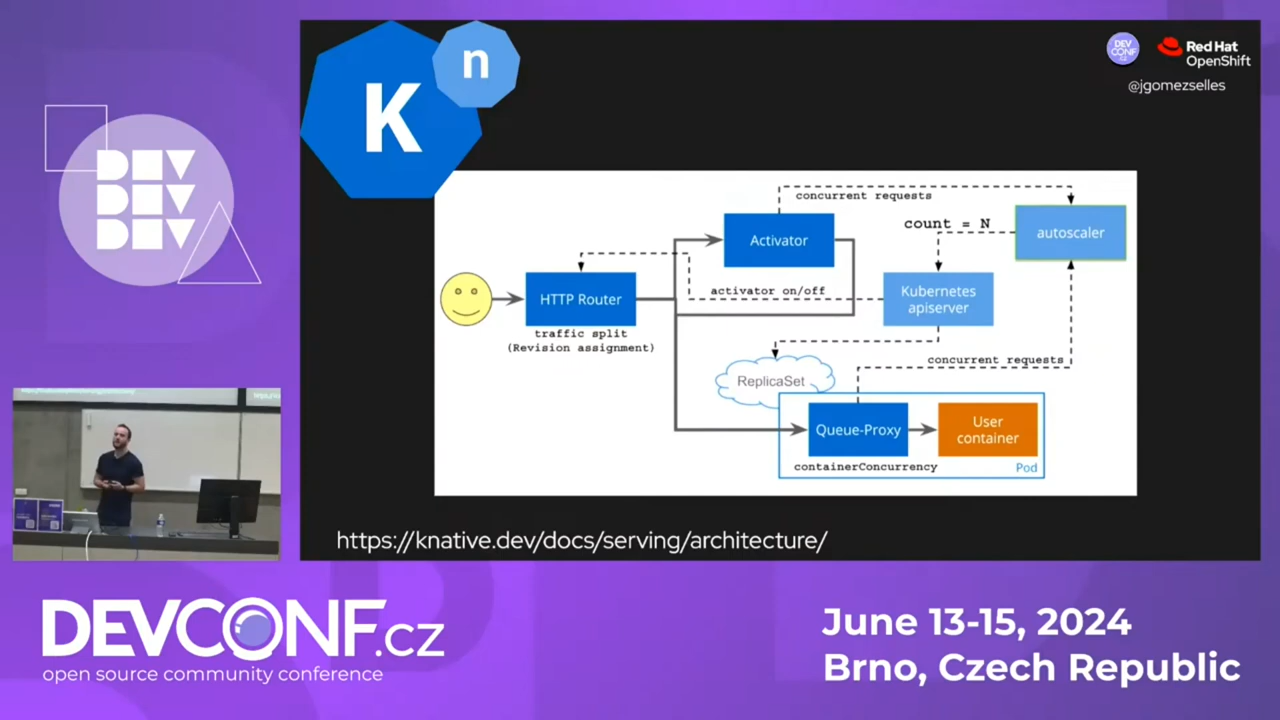 DEV
DEV
DEV
K
n
DEV
CONF
.cz
Red Hat
OpenShift
@jgomezselles
concurrent requests
Activator
count = N
autoscaler
HTTP Router
activator on/off
Kubernetes
apiserver
traffic split
(Revision assignment)
concurrent requests
ReplicaSet
Queue-Proxy
User
container
containerConcurrency
Pod
https://knative.dev/docs/serving/architecture/
DEVCONF.cz
open source community conference
June 13-15, 2024
Brno, Czech Republic